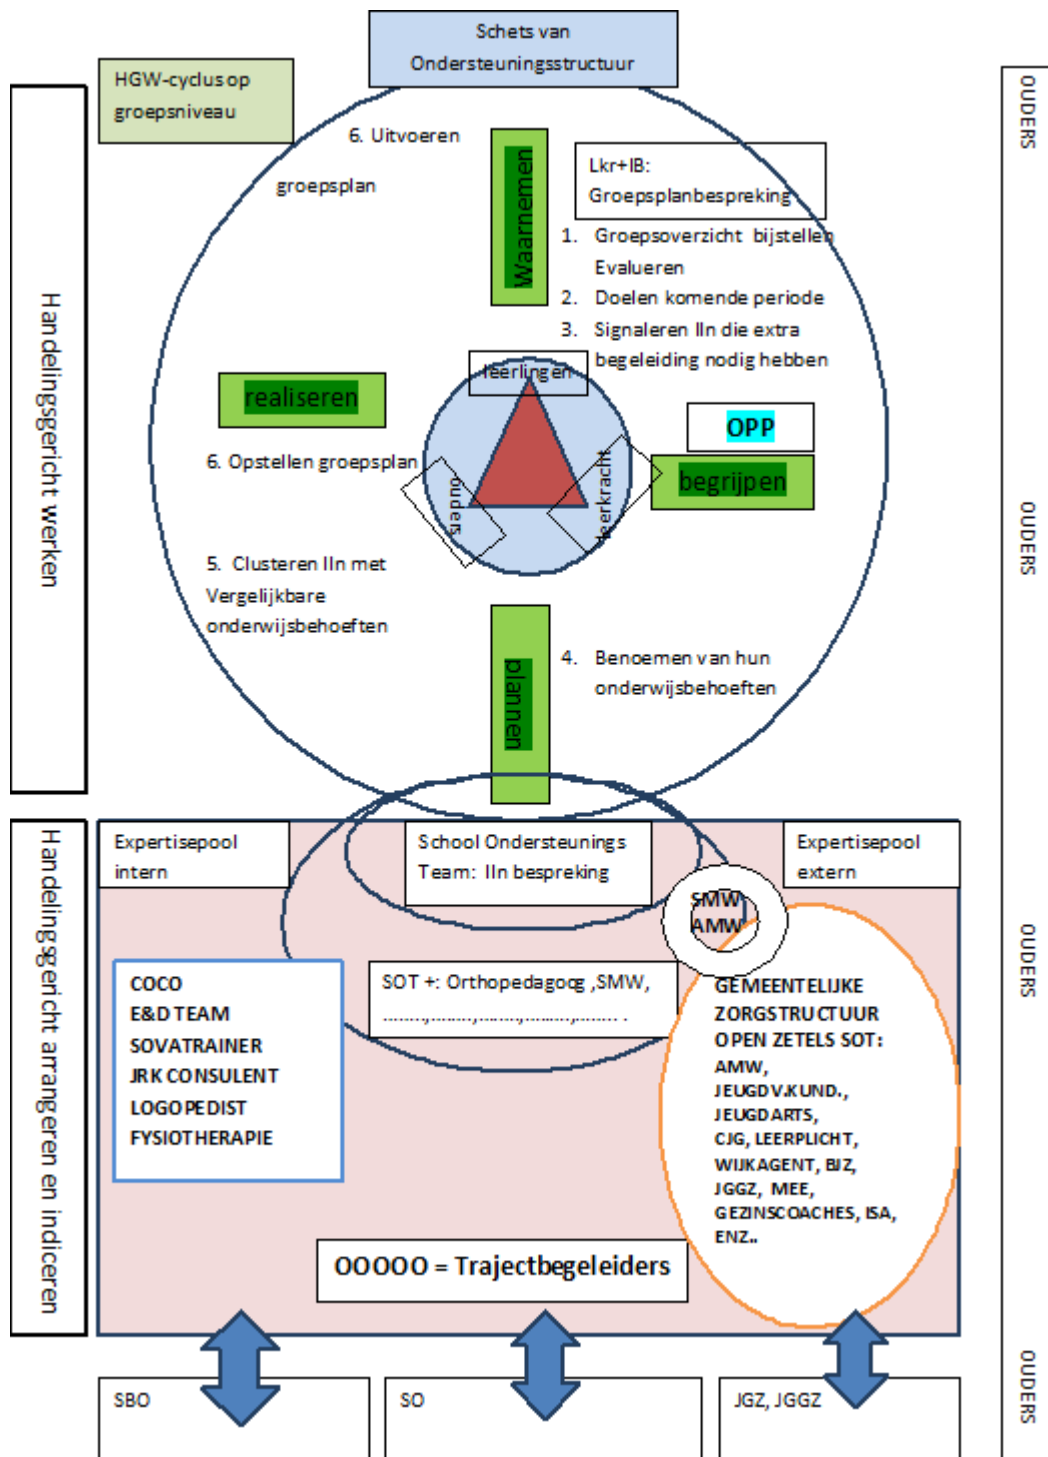 Schets van
Ondersteuningsstructuur
HGW-cyclus op
groepsniveau
OUDERS
6. Uitvoeren
groepsplan
Waarnemen
Lkr+IB:
Groepsplanbespreking
1. Groepsoverzicht bijstellen
Evalueren
2. Doelen komende periode
3. Signaleren lln die extra
begeleiding nodig hebben
Handelingsgericht werken
leerlingen
realiseren
OPP
begrijpen
6. Opstellen groepsplan
ouders
leerkracht
OUDERS
5. Clusteren lln met
Vergelijkbare
onderwijsbehoeften
plannen
4. Benoemen van hun
onderwijsbehoeften
Handelingsgericht arrangeren en indiceren
Expertisepool
intern
School Ondersteunings
Team: lln bespreking
Expertisepool
extern
SMW
AMW
OUDERS
COCO
E&D TEAM
SOVATRAINER
JRK CONSULENT
LOGOPEDIST
FYSIOTHERAPIE
SOT +: Orthopedagoog ,SMW,
........,........,........,........,........ .
GEMEENTELIJKE
ZORGSTRUCTUUR
OPEN ZETELS SOT:
AMW,
JEUGDV.KUND.,
JEUGDARTS,
CJG, LEERPLICHT,
WIJKAGENT, BJZ,
JGGZ, MEE,
GEZINSCOACHES, ISA,
ENZ..
OOOOO = Trajectbegeleiders
SBO
SO
JGZ, JGGZ
OUDERS